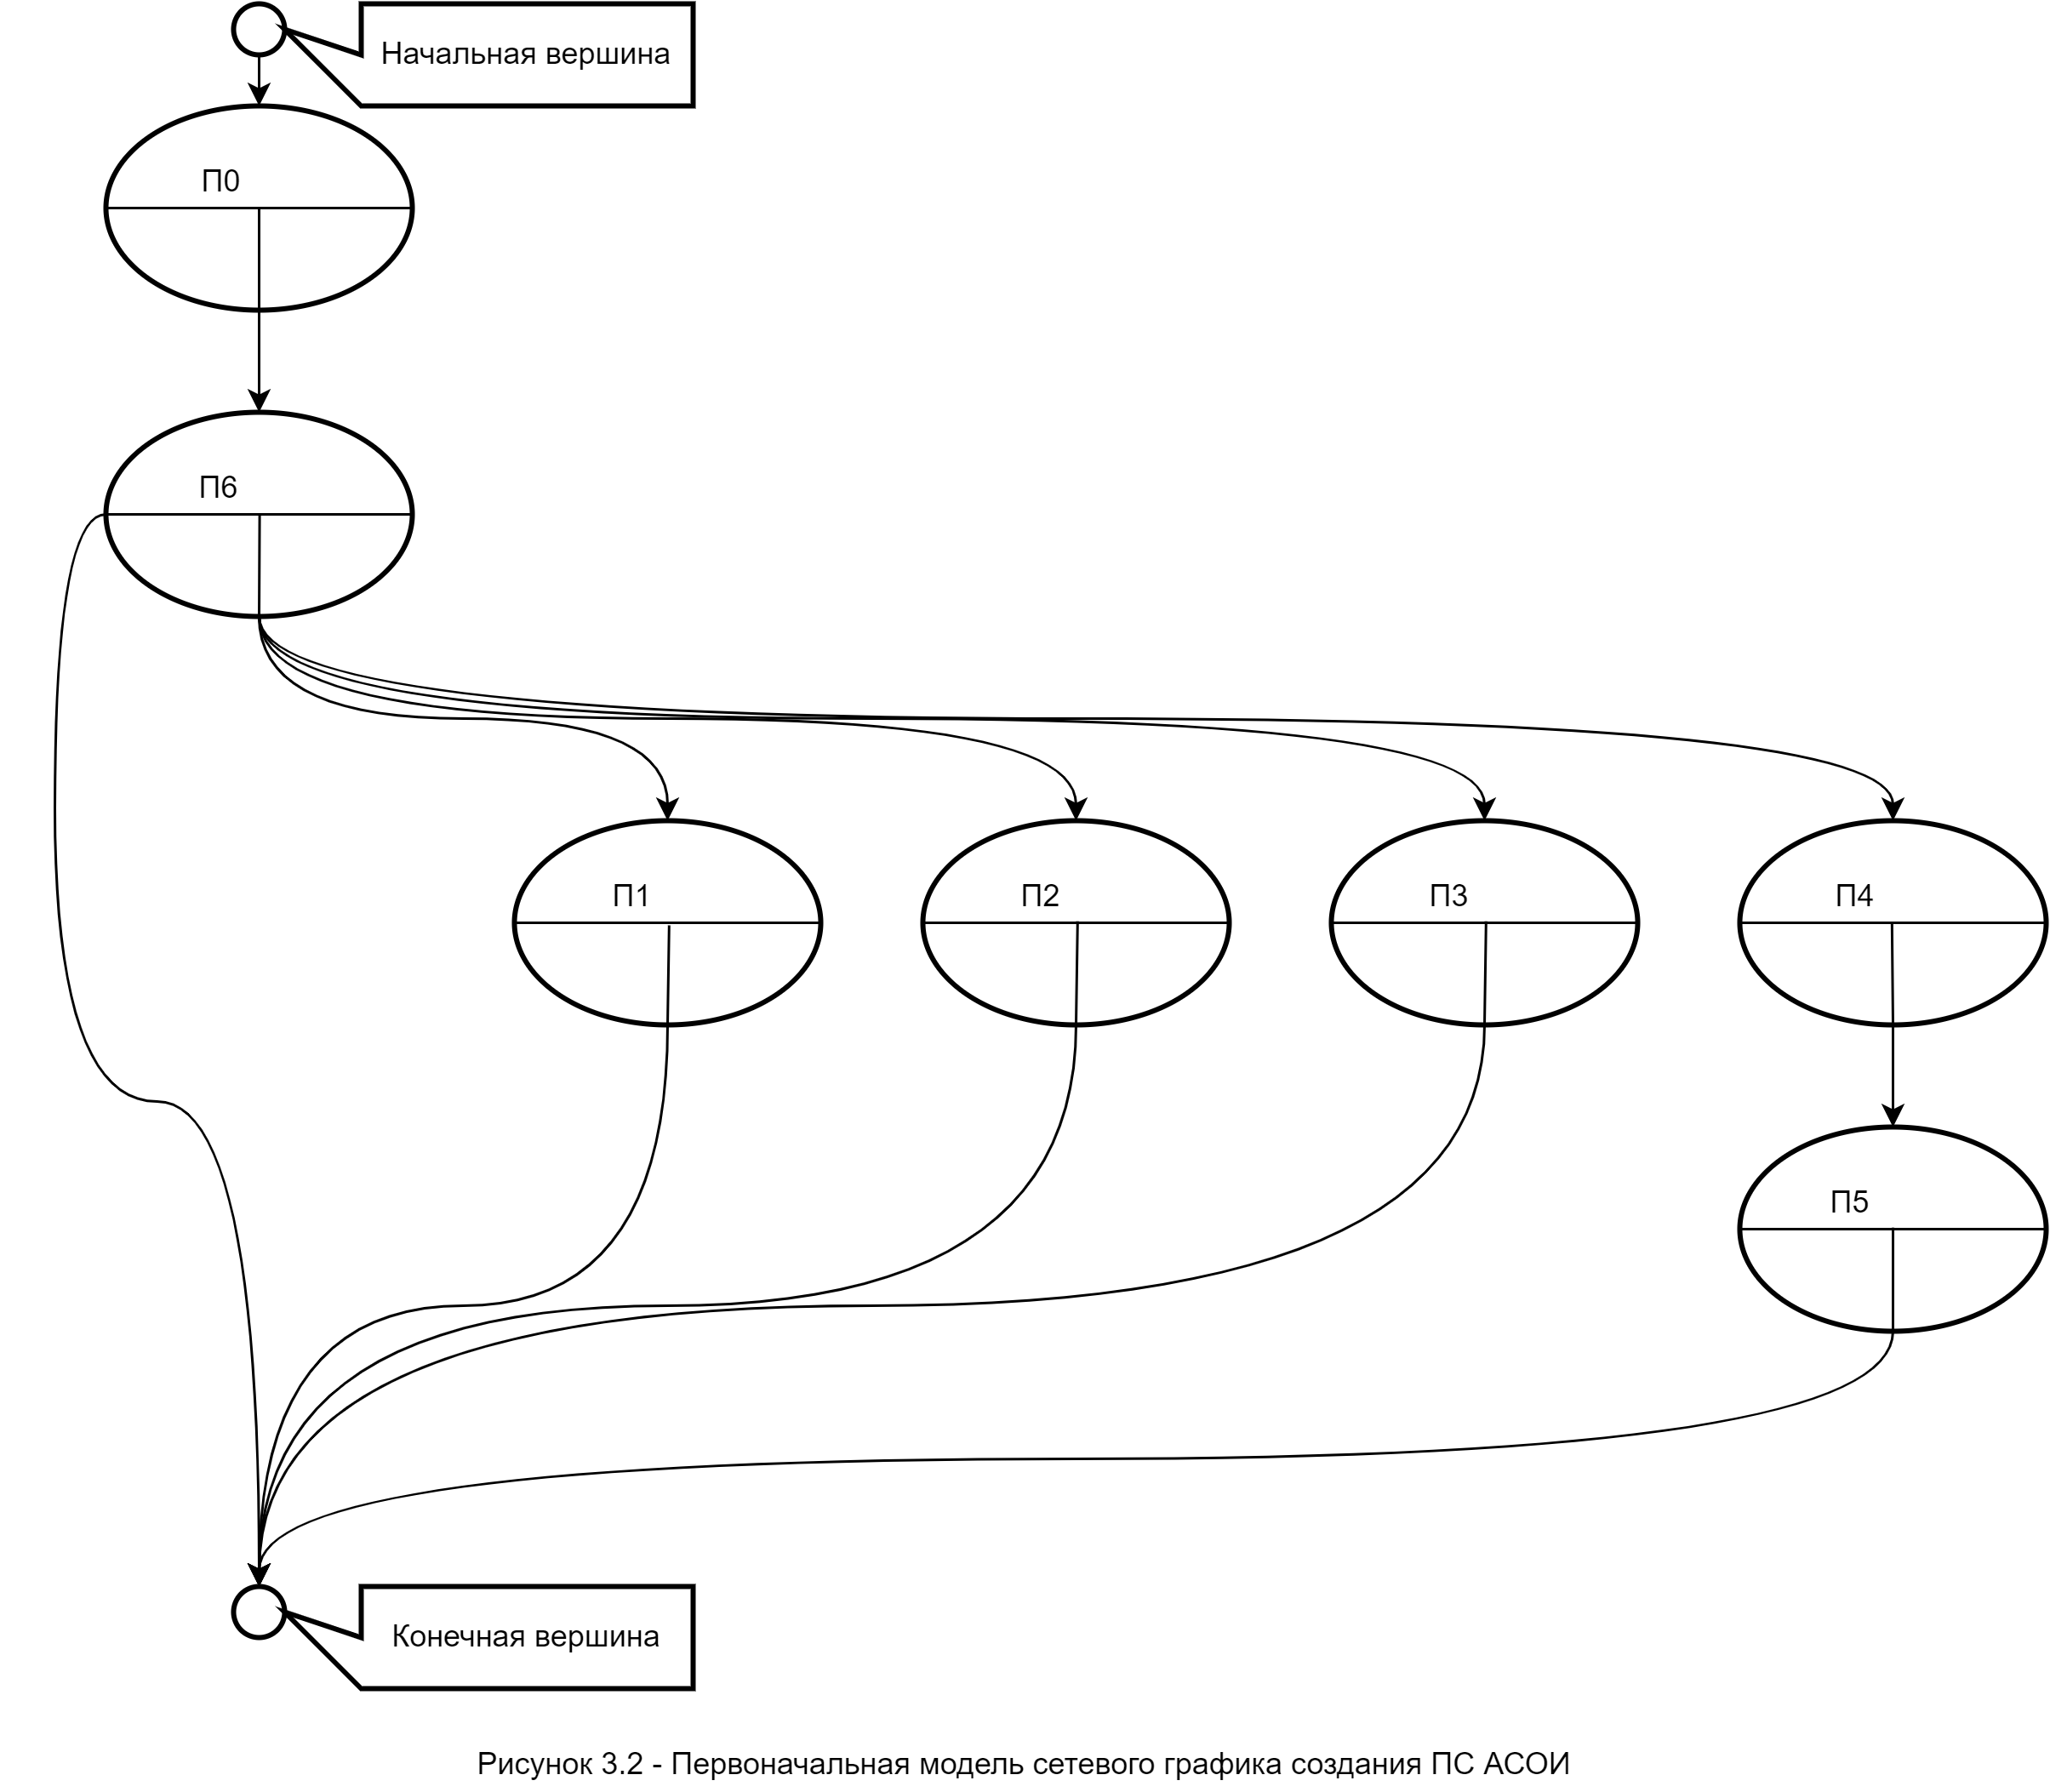 Начальная вершина
П0
П6
П1
П2
П3
П4
П5
Конечная вершина
Рисунок 3.2 - Первоначальная модель сетевого графика создания ПС АСОИ